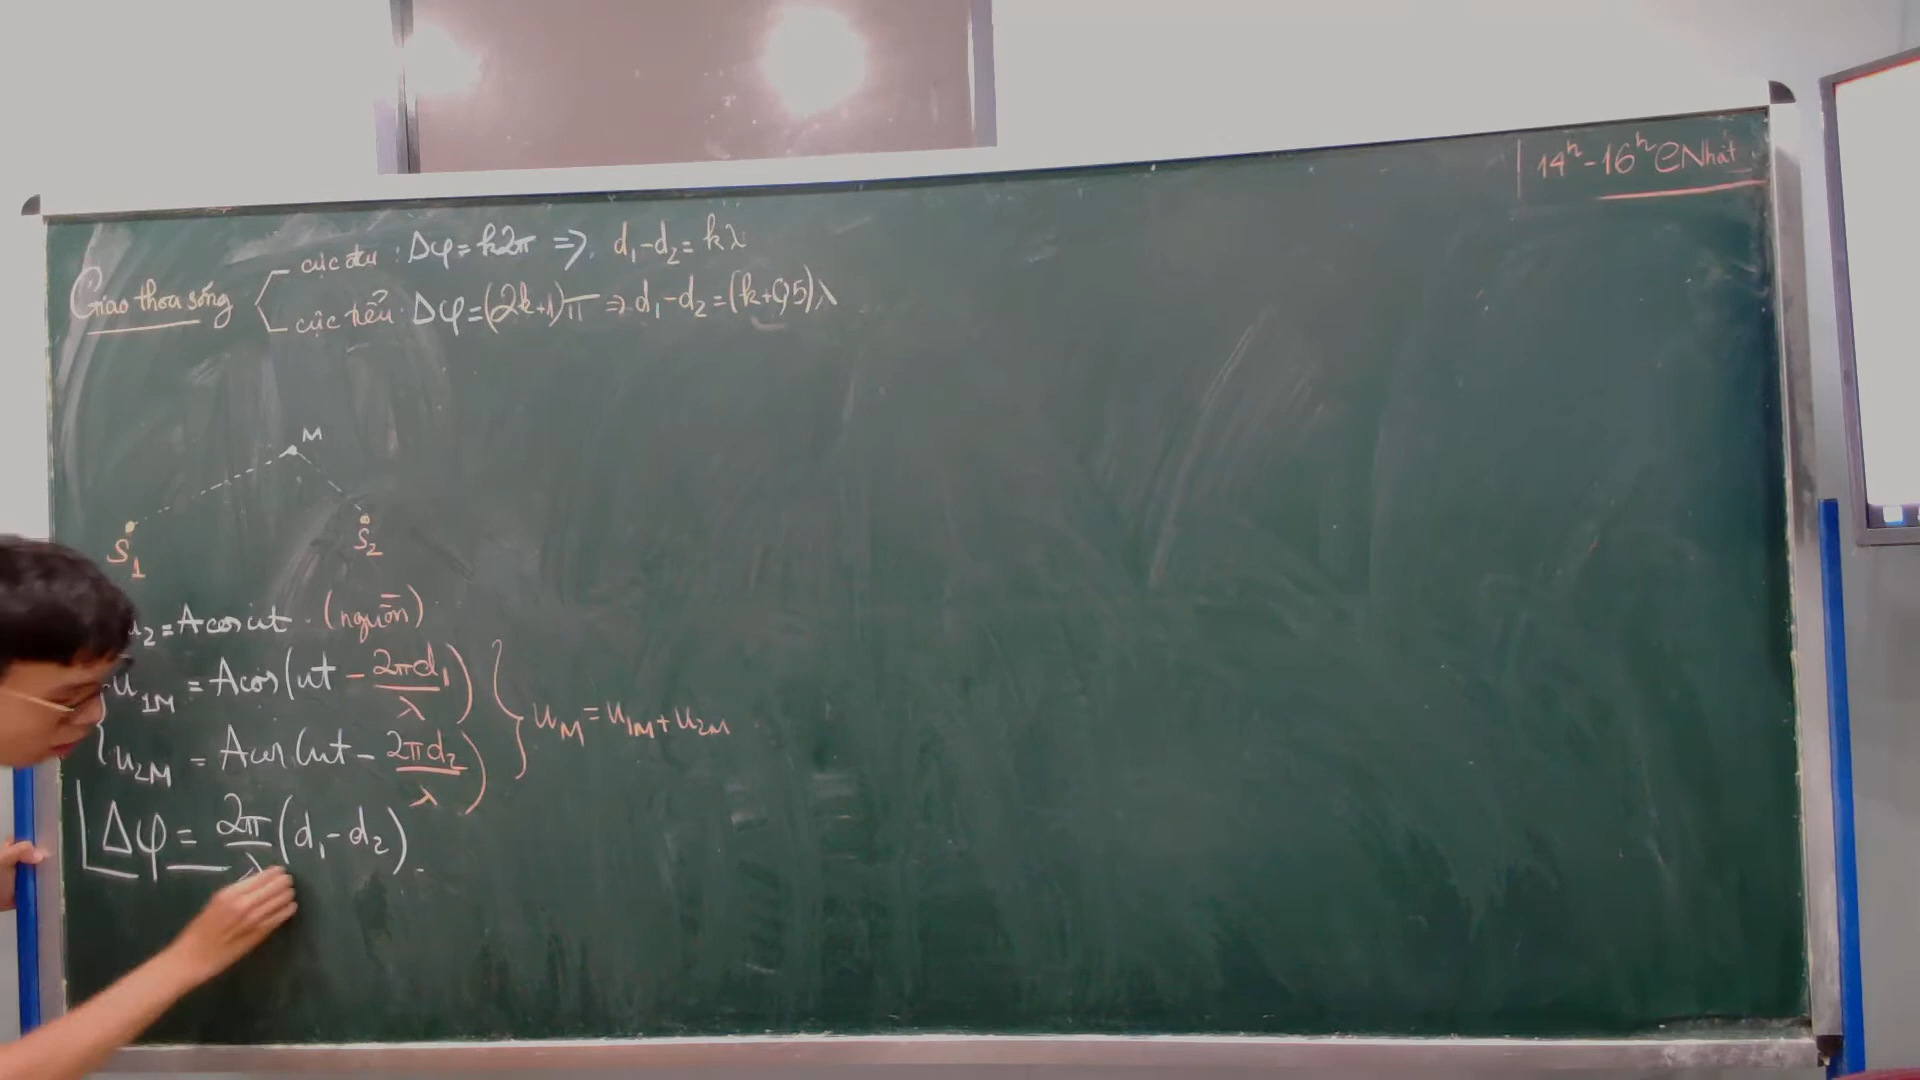 14h - 16h CNhật
cực đại : Δφ = k2π => d1 - d2 = kλ
Giao thoa sóng
cực tiểu : Δφ = (2k+1)π => d1 - d2 = (k+0,5)λ
M
S1
S2
u2 = Acosωt. (nguồn)
u1M = Acos(ωt - 2πd1/λ)
uM = u1M + u2M
u2M = Acos(ωt - 2πd2/λ)
Δφ = 2π/λ (d1 - d2).